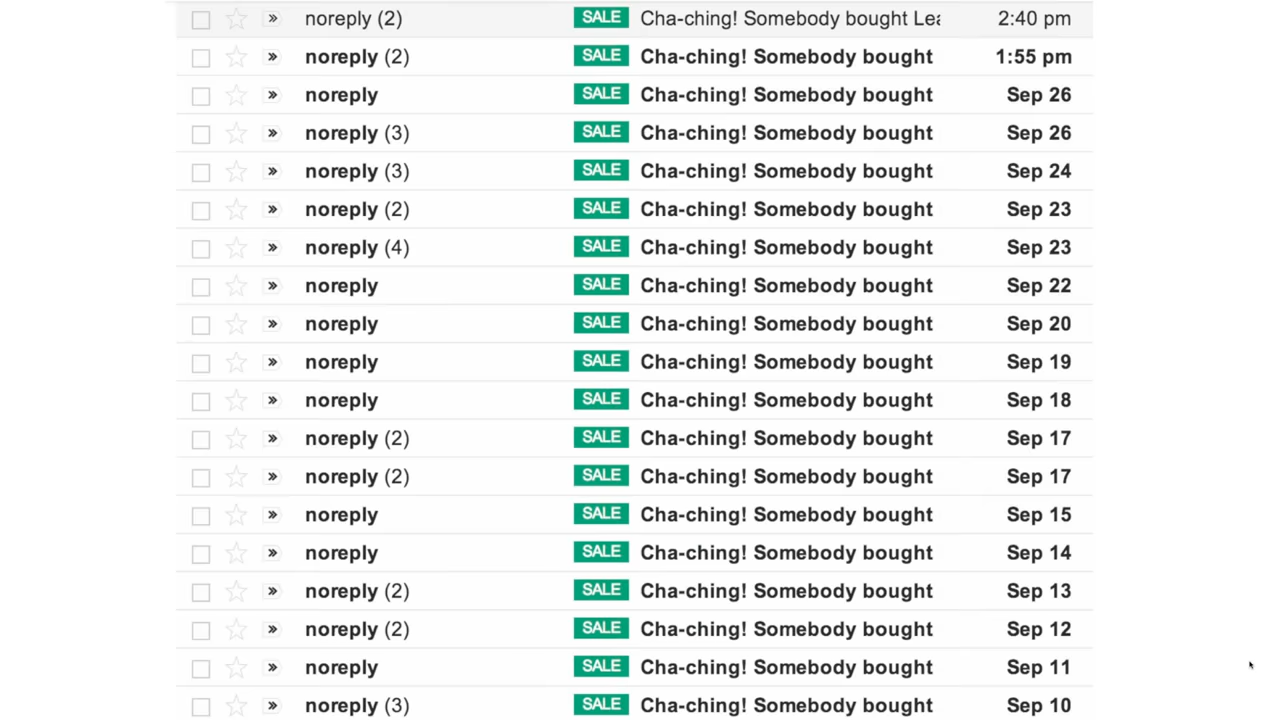 noreply (2) SALE Cha-ching! Somebody bought Lea 2:40 pm
noreply (2) SALE Cha-ching! Somebody bought 1:55 pm
noreply SALE Cha-ching! Somebody bought Sep 26
noreply (3) SALE Cha-ching! Somebody bought Sep 26
noreply (3) SALE Cha-ching! Somebody bought Sep 24
noreply (2) SALE Cha-ching! Somebody bought Sep 23
noreply (4) SALE Cha-ching! Somebody bought Sep 23
noreply SALE Cha-ching! Somebody bought Sep 22
noreply SALE Cha-ching! Somebody bought Sep 20
noreply SALE Cha-ching! Somebody bought Sep 19
noreply SALE Cha-ching! Somebody bought Sep 18
noreply (2) SALE Cha-ching! Somebody bought Sep 17
noreply (2) SALE Cha-ching! Somebody bought Sep 17
noreply SALE Cha-ching! Somebody bought Sep 15
noreply SALE Cha-ching! Somebody bought Sep 14
noreply (2) SALE Cha-ching! Somebody bought Sep 13
noreply (2) SALE Cha-ching! Somebody bought Sep 12
noreply SALE Cha-ching! Somebody bought Sep 11
noreply (3) SALE Cha-ching! Somebody bought Sep 10